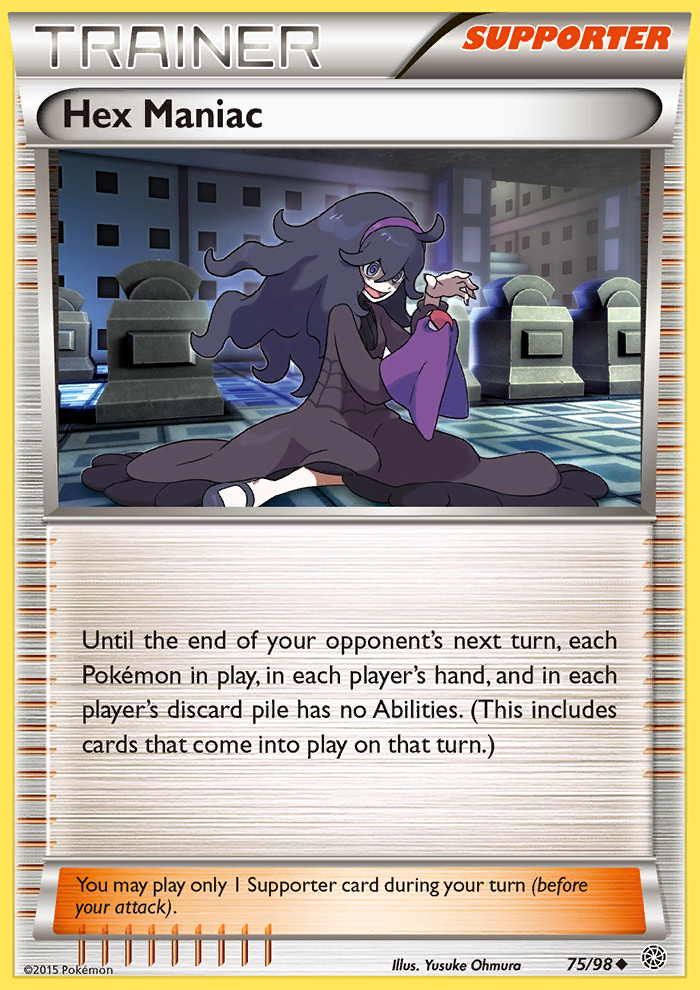 TRAINER
SUPPORTER
Hex Maniac
Until the end of your opponent’s next turn, each
Pokémon in play, in each player’s hand, and in each
player’s discard pile has no Abilities. (This includes
cards that come into play on that turn.)
You may play only 1 Supporter card during your turn (before
your attack).
©2015 Pokémon
Illus. Yusuke Ohmura
75/98